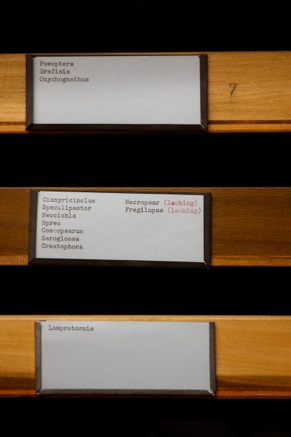 Poeoptera
Grafisia
Onychognathus
7
Cinnyricinclus
Speculipastor
Neocichla
Spreo
Cosmopsarus
Saroglossa
Creatophora
Necropsar (lacking)
Fregilupus (lacking)
Lamprotornis